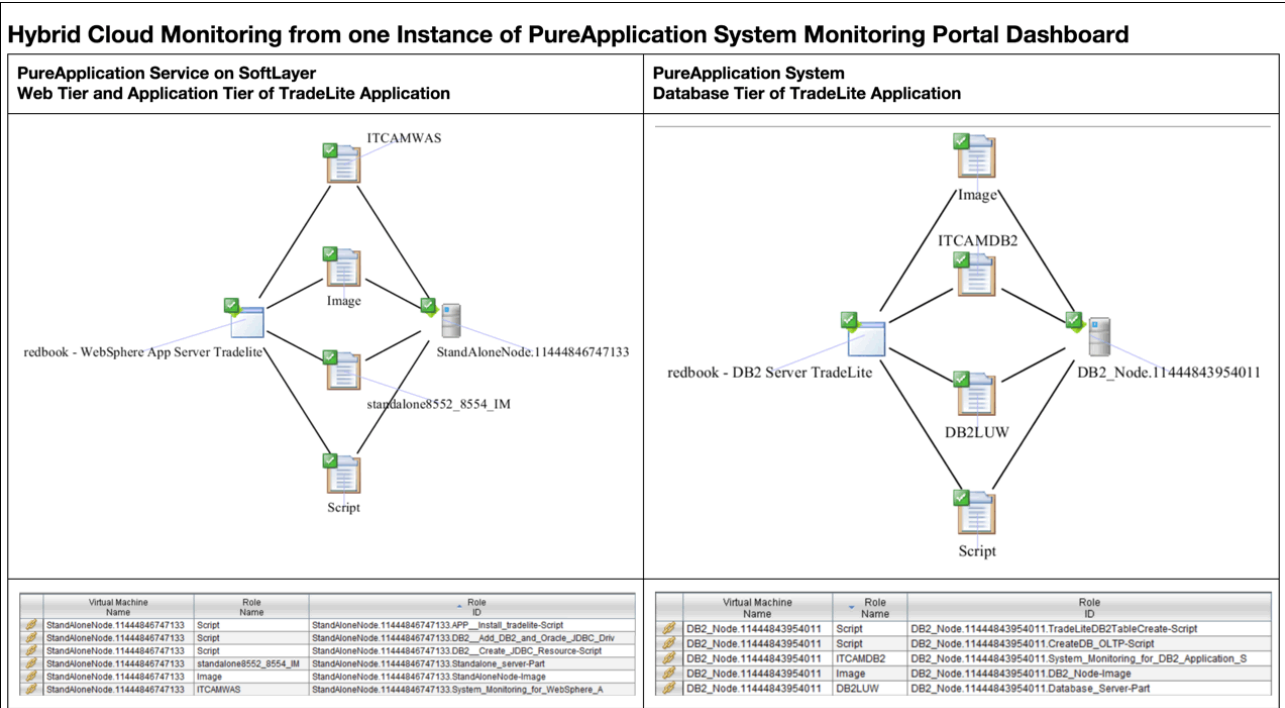 Hybrid Cloud Monitoring from one Instance of PureApplication System Monitoring Portal Dashboard
PureApplication Service on SoftLayer
Web Tier and Application Tier of TradeLite Application
ITCAMWAS
Image
redbook - WebSphere App Server Tradelite
StandAloneNode.11444846747133
standalone8552_8554_IM
Script
Virtual Machine Name Role Name Role ID
StandAloneNode.11444846747133 Script StandAloneNode.11444846747133.APP__Install_tradelite-Script
StandAloneNode.11444846747133 Script StandAloneNode.11444846747133.DB2__Add_DB2_and_Oracle_JDBC_Driv
StandAloneNode.11444846747133 Script StandAloneNode.11444846747133.DB2__Create_JDBC_Resource-Script
StandAloneNode.11444846747133 standalone8552_8554_IM StandAloneNode.11444846747133.Standalone_server-Part
StandAloneNode.11444846747133 Image StandAloneNode.11444846747133.StandAloneNode-Image
StandAloneNode.11444846747133 ITCAMWAS StandAloneNode.11444846747133.System_Monitoring_for_WebSphere_A
PureApplication System
Database Tier of TradeLite Application
Image
ITCAMDB2
redbook - DB2 Server TradeLite
DB2_Node.11444843954011
DB2LUW
Script
Virtual Machine Name Role Name Role ID
DB2_Node.11444843954011 Script DB2_Node.11444843954011.TradeLiteDB2TableCreate-Script
DB2_Node.11444843954011 Script DB2_Node.11444843954011.CreateDB_OLTP-Script
DB2_Node.11444843954011 ITCAMDB2 DB2_Node.11444843954011.System_Monitoring_for_DB2_Application_S
DB2_Node.11444843954011 Image DB2_Node.11444843954011.DB2_Node-Image
DB2_Node.11444843954011 DB2LUW DB2_Node.11444843954011.Database_Server-Part